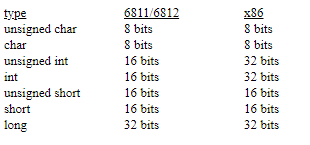 type 6811/6812 x86
unsigned char 8 bits 8 bits
char 8 bits 8 bits
unsigned int 16 bits 32 bits
int 16 bits 32 bits
unsigned short 16 bits 16 bits
short 16 bits 16 bits
long 32 bits 32 bits